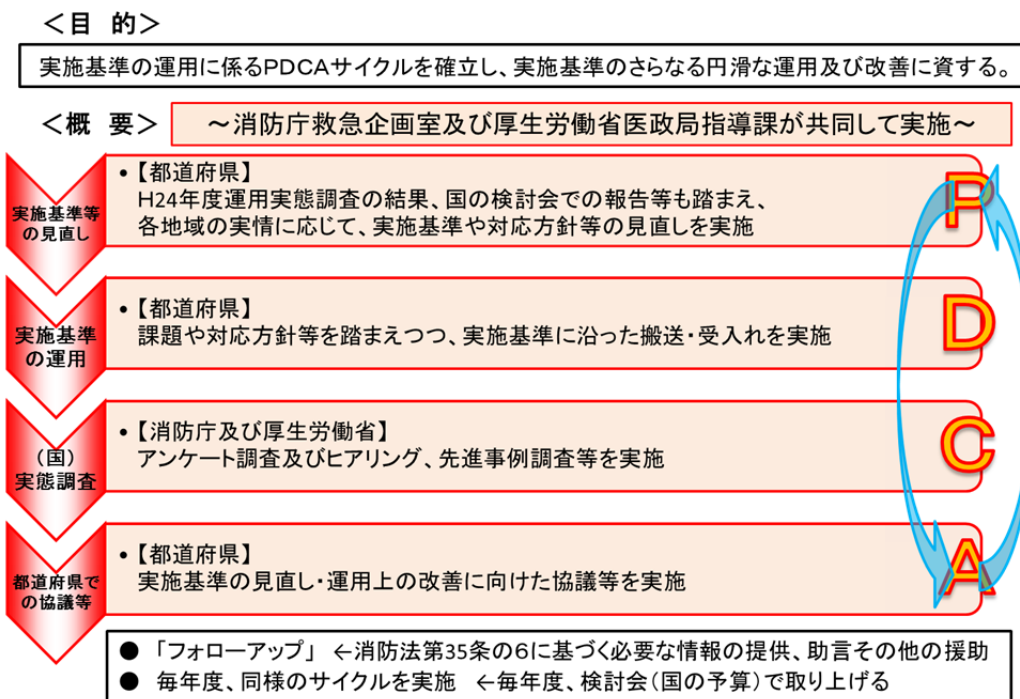 ＜目 的＞
実施基準の運用に係るPDCAサイクルを確立し、実施基準のさらなる円滑な運用及び改善に資する。
＜概 要＞
～消防庁救急企画室及び厚生労働省医政局指導課が共同して実施～
実施基準等
の見直し
•【都道府県】
H24年度運用実態調査の結果、国の検討会での報告等も踏まえ、
各地域の実情に応じて、実施基準や対応方針等の見直しを実施
P
実施基準
の運用
•【都道府県】
課題や対応方針等を踏まえつつ、実施基準に沿った搬送・受入れを実施
D
（国）
実態調査
•【消防庁及び厚生労働省】
アンケート調査及びヒアリング、先進事例調査等を実施
C
都道府県で
の協議等
•【都道府県】
実施基準の見直し・運用上の改善に向けた協議等を実施
A
● 「フォローアップ」 ←消防法第35条の6に基づく必要な情報の提供、助言その他の援助
● 毎年度、同様のサイクルを実施 ←毎年度、検討会（国の予算）で取り上げる